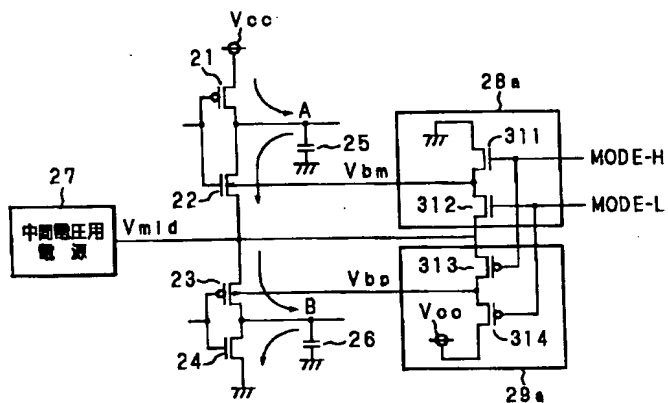 Vcc
21
A
28a
25
311
MODE-H
Vbm
22
312
MODE-L
27
中間電圧用
電 源
Vmid
313
23
Vbp
Vcc
B
314
24
26
29a